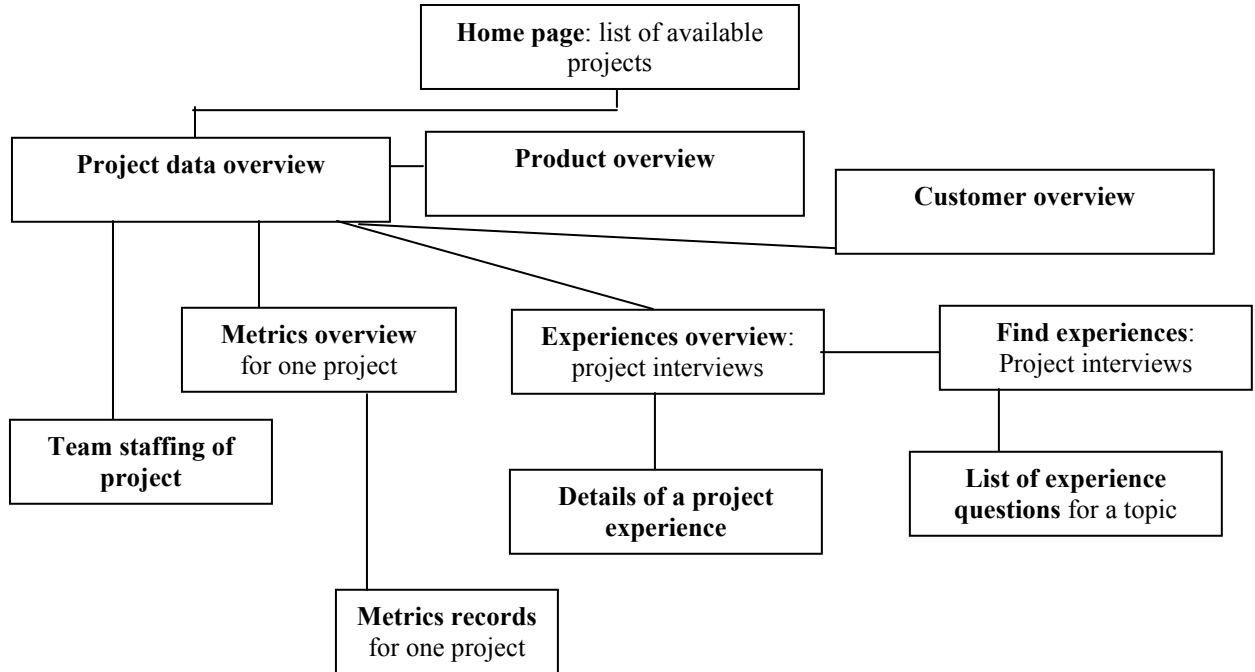 Home page: list of available
projects
Project data overview
Product overview
Customer overview
Metrics overview
for one project
Experiences overview:
project interviews
Find experiences:
Project interviews
Team staffing of
project
Details of a project
experience
List of experience
questions for a topic
Metrics records
for one project